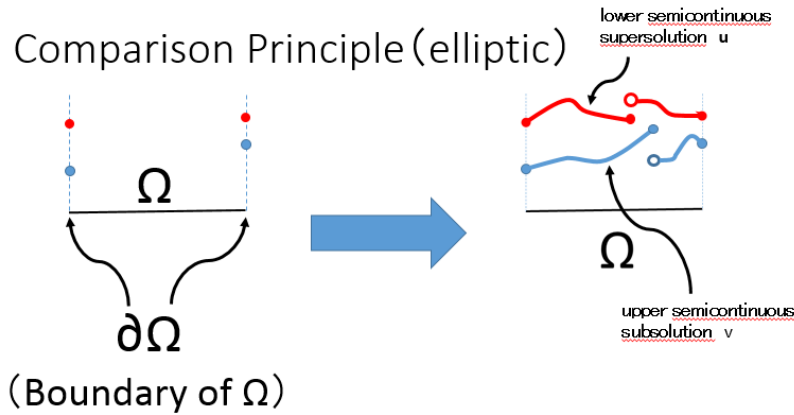 Comparison Principle（elliptic）
lower semicontinuous
supersolution u
Ω
∂Ω
（Boundary of Ω）
Ω
upper semicontinuous
subsolution v